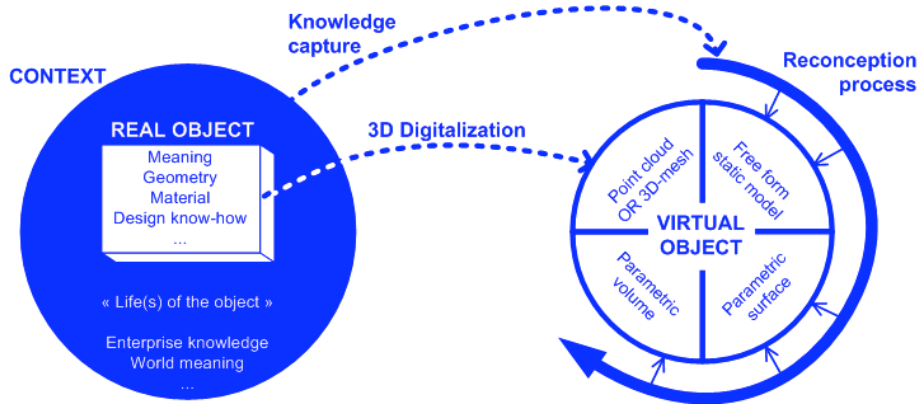 Knowledge
capture
CONTEXT
Reconception
process
REAL OBJECT
3D Digitalization
Meaning
Geometry
Material
Design know-how
...
« Life(s) of the object »
Enterprise knowledge
World meaning
...
Point cloud
OR 3D-mesh
Free form
static model
VIRTUAL
OBJECT
Parametric
volume
Parametric
surface